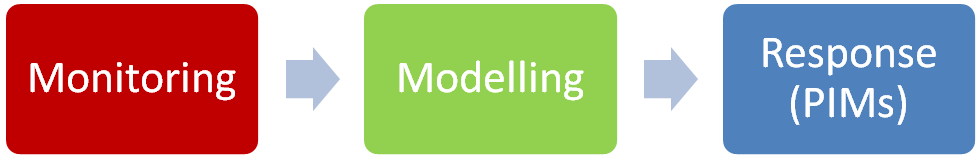 Monitoring
Modelling
Response
(PIMs)